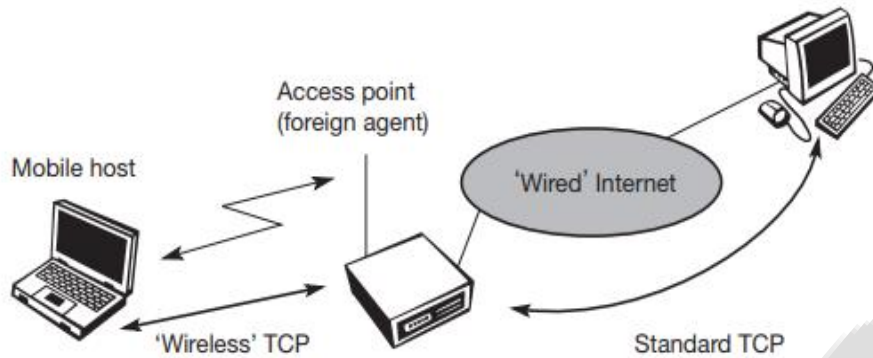 Access point
(foreign agent)
Mobile host
‘Wired’ Internet
‘Wireless’ TCP
Standard TCP